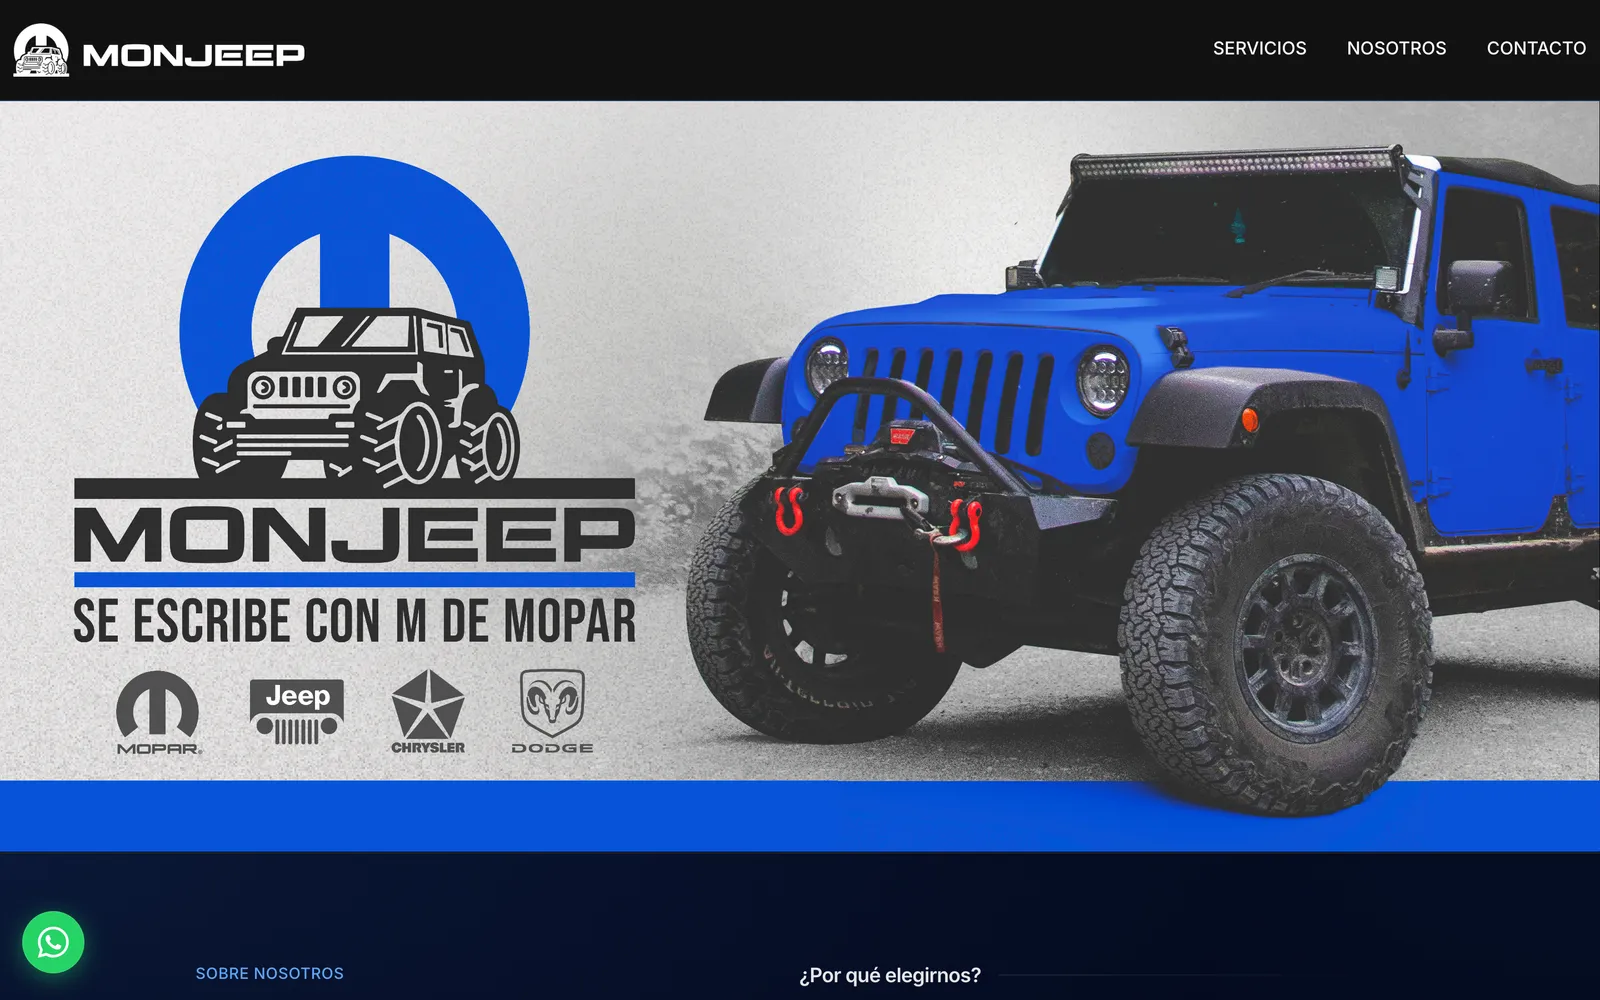 MONJEEP
SERVICIOS NOSOTROS CONTACTO
MONJEEP
SE ESCRIBE CON M DE MOPAR
MOPAR Jeep CHRYSLER DODGE
WARN
SOBRE NOSOTROS
¿Por qué elegirnos?